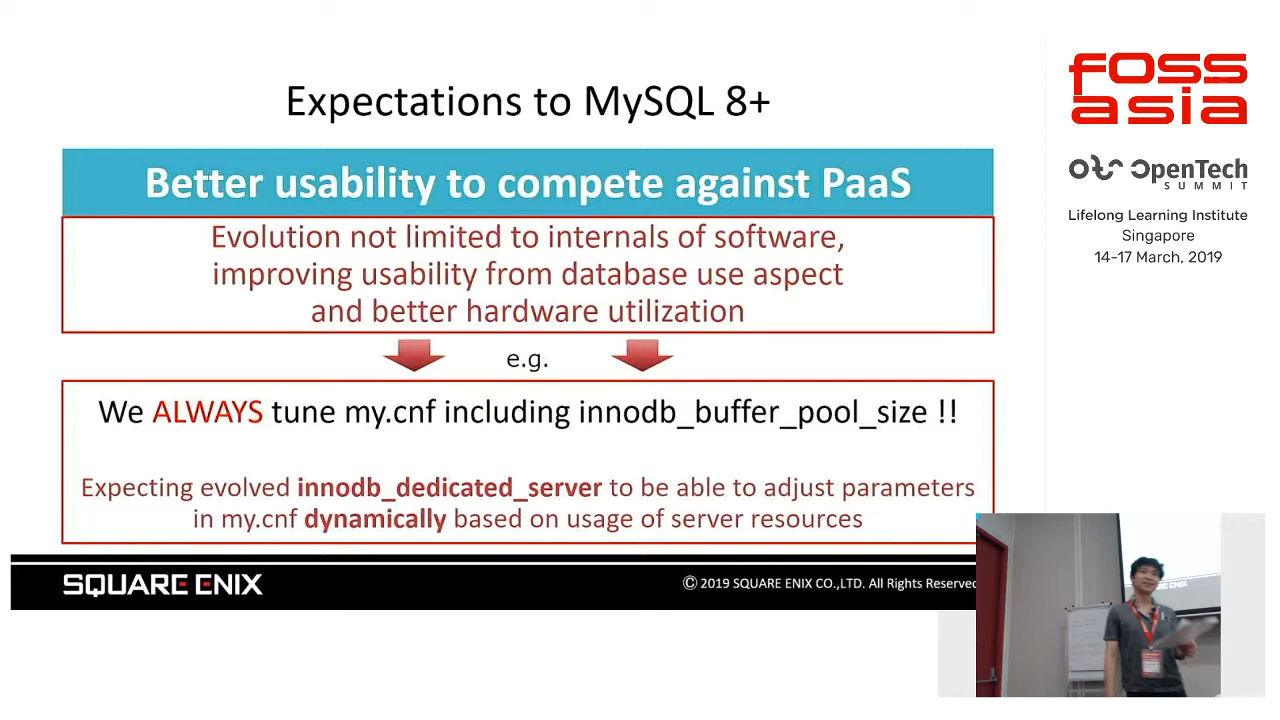 Expectations to MySQL 8+
Better usability to compete against PaaS
Evolution not limited to internals of software,
improving usability from database use aspect
and better hardware utilization
e.g.
We ALWAYS tune my.cnf including innodb_buffer_pool_size !!
Expecting evolved innodb_dedicated_server to be able to adjust parameters
in my.cnf dynamically based on usage of server resources
SQUARE ENIX
© 2019 SQUARE ENIX CO.,LTD. All Rights Reserved
FOSS
asia
OpenTech
SUMMIT
Lifelong Learning Institute
Singapore
14-17 March, 2019